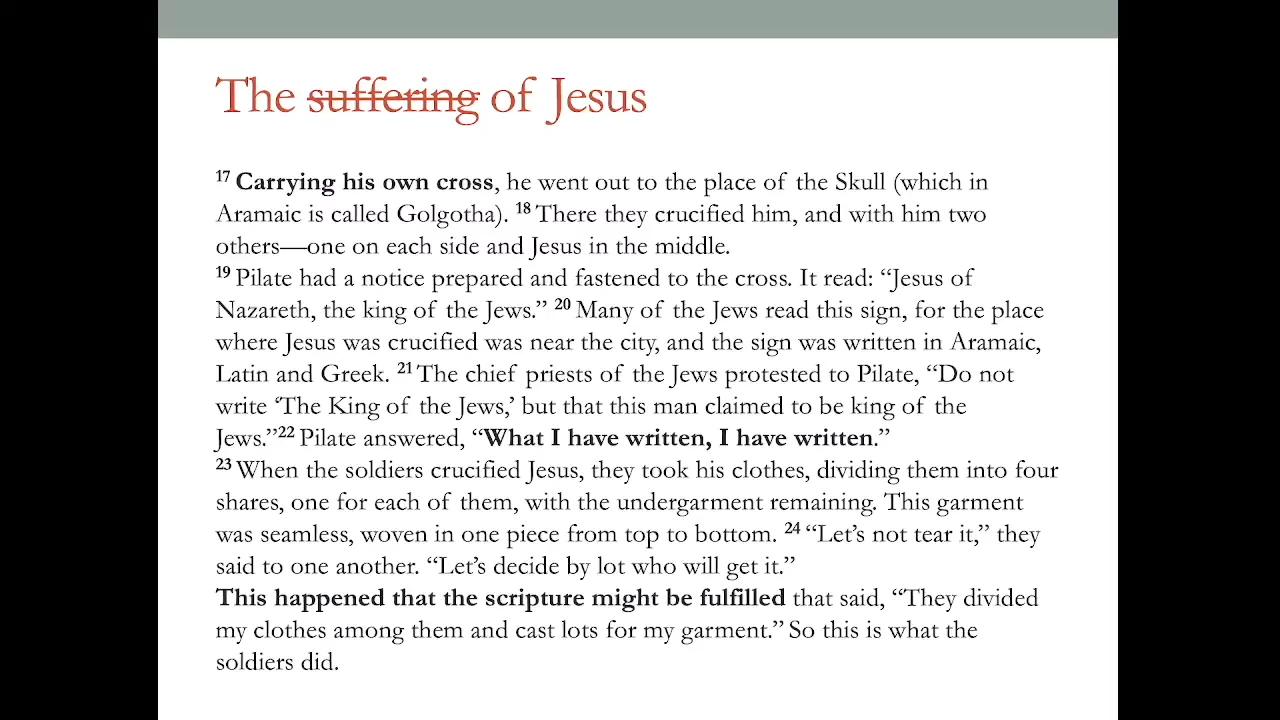 The suffering of Jesus
17 Carrying his own cross, he went out to the place of the Skull (which in
Aramaic is called Golgotha). 18 There they crucified him, and with him two
others—one on each side and Jesus in the middle.
19 Pilate had a notice prepared and fastened to the cross. It read: “Jesus of
Nazareth, the king of the Jews.” 20 Many of the Jews read this sign, for the place
where Jesus was crucified was near the city, and the sign was written in Aramaic,
Latin and Greek. 21 The chief priests of the Jews protested to Pilate, “Do not
write ‘The King of the Jews,’ but that this man claimed to be king of the
Jews.”22 Pilate answered, “What I have written, I have written.”
23 When the soldiers crucified Jesus, they took his clothes, dividing them into four
shares, one for each of them, with the undergarment remaining. This garment
was seamless, woven in one piece from top to bottom. 24 “Let’s not tear it,” they
said to one another. “Let’s decide by lot who will get it.”
This happened that the scripture might be fulfilled that said, “They divided
my clothes among them and cast lots for my garment.” So this is what the
soldiers did.